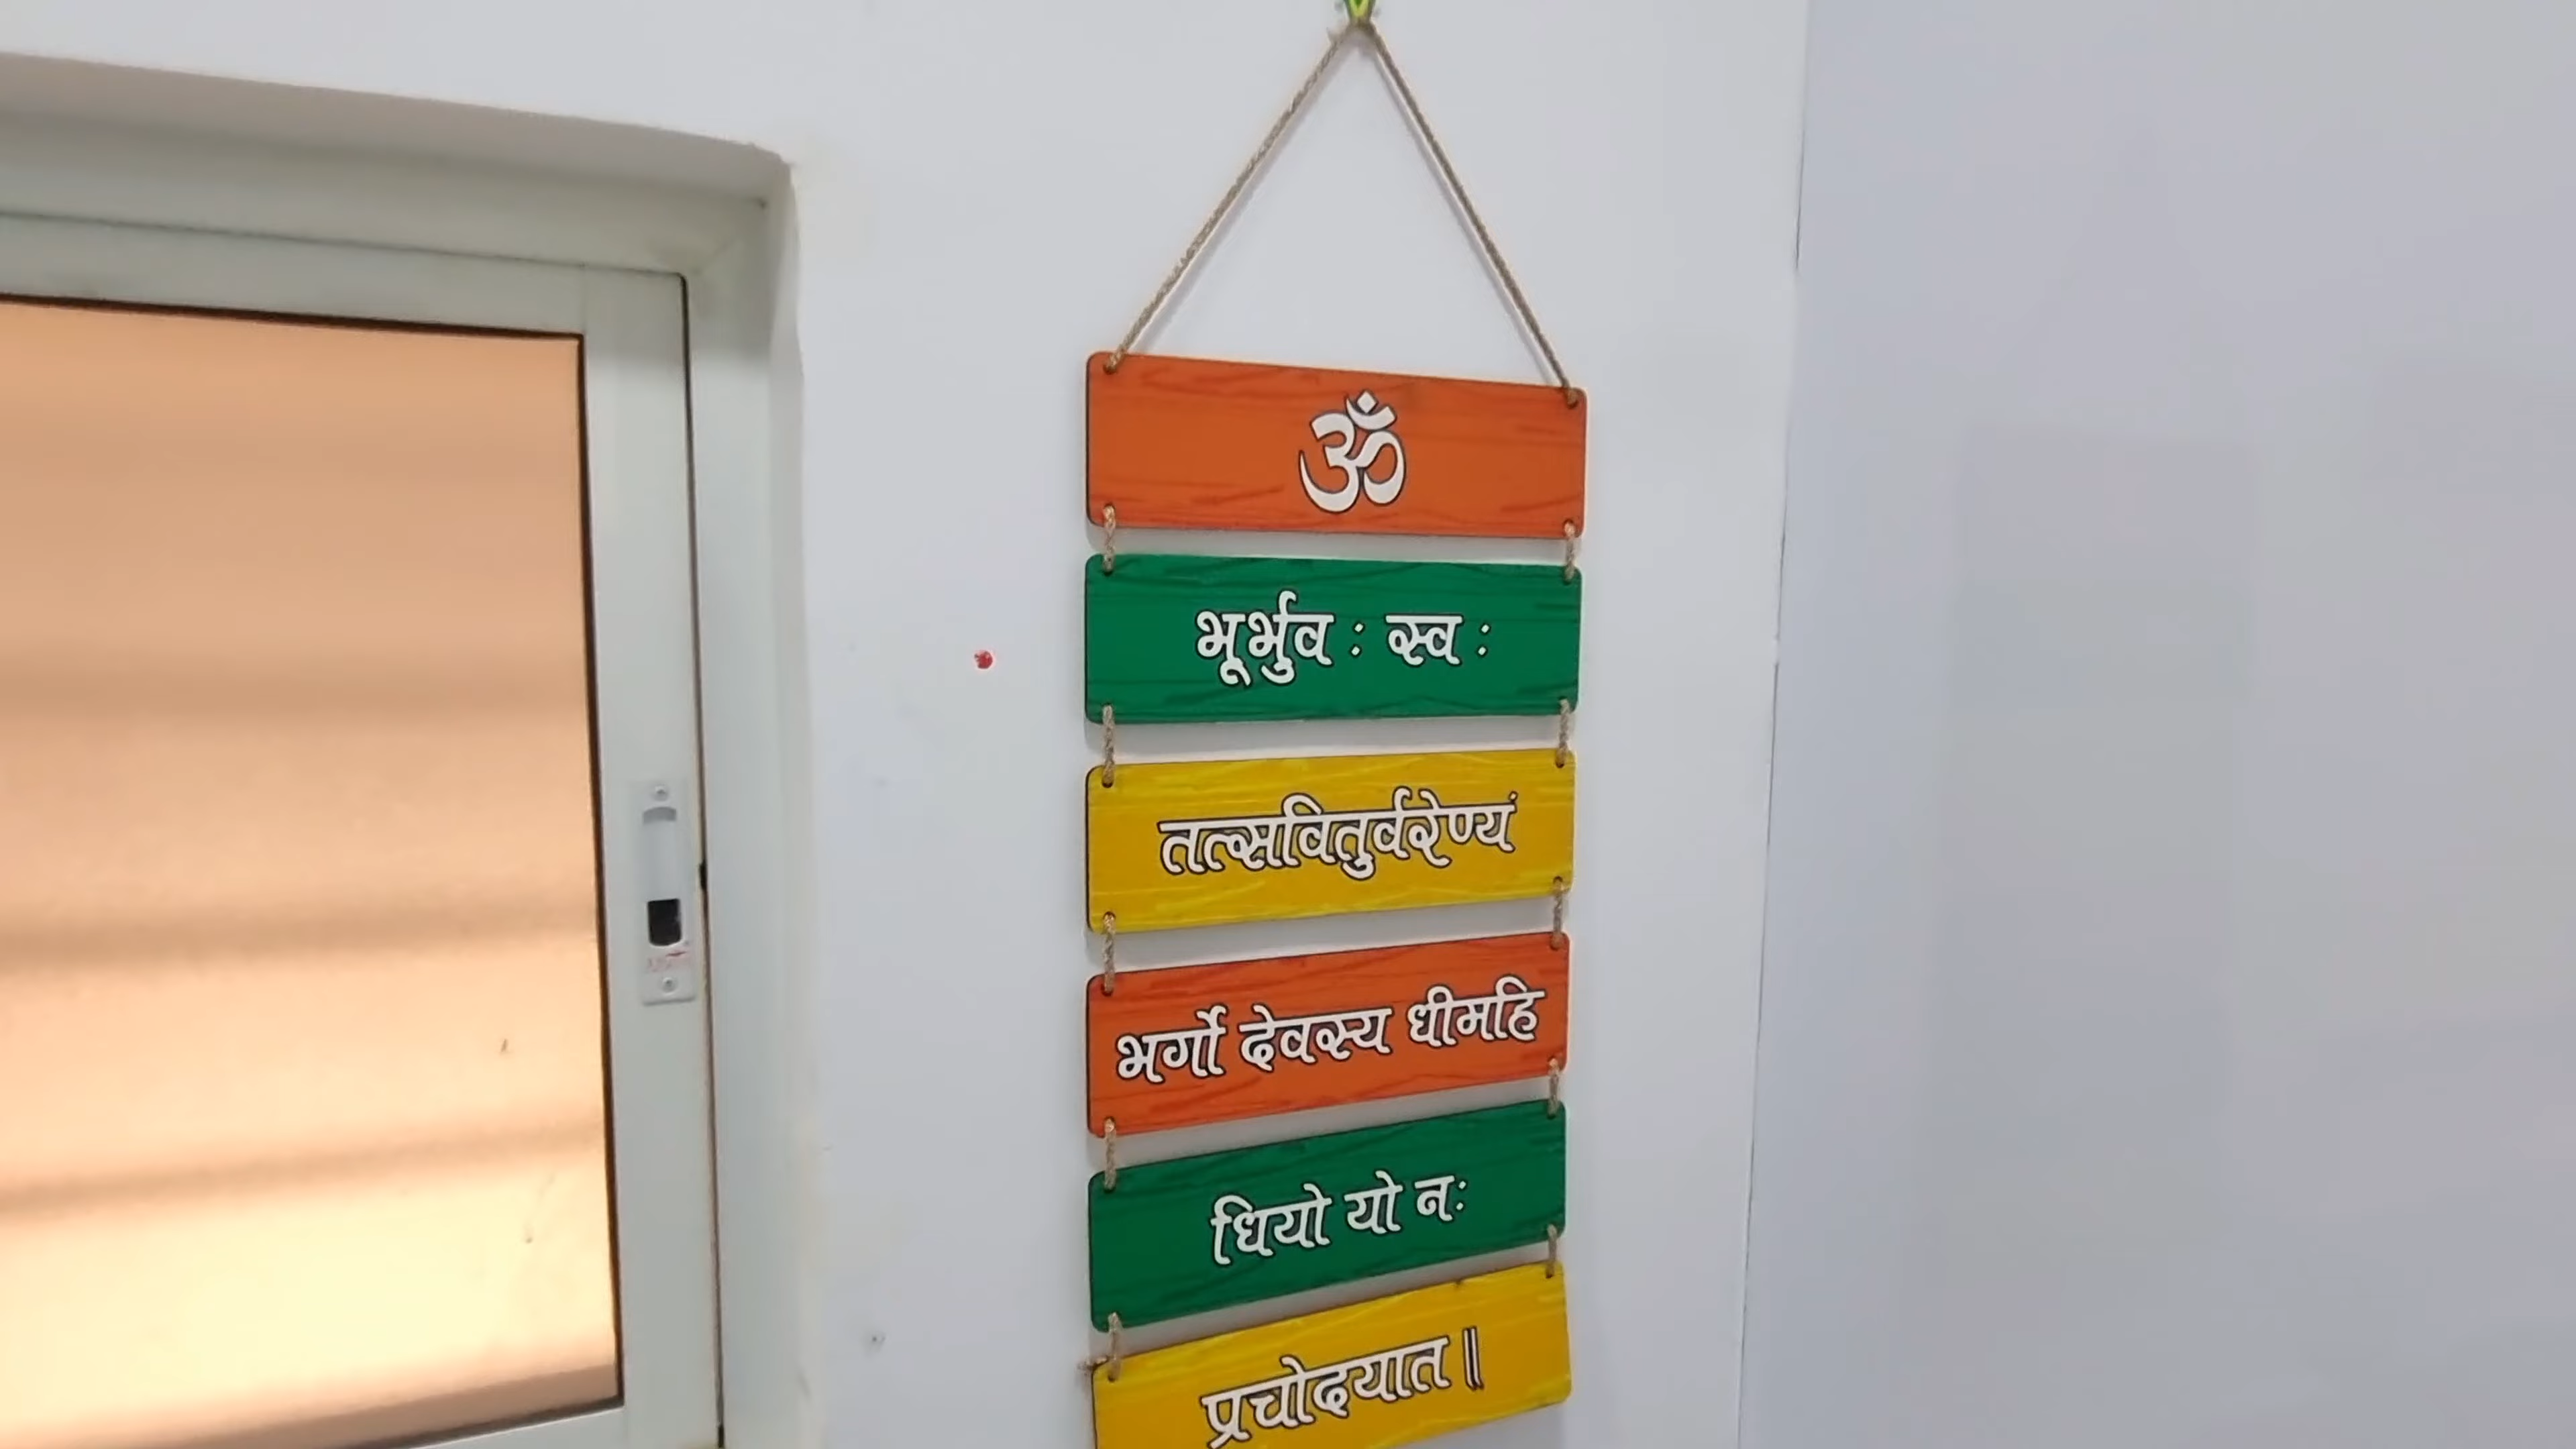 ॐ
भूर्भुव : स्व :
तत्सवितुर्वरेण्यं
भर्गो देवस्य धीमहि
धियो यो नः
प्रचोदयात ॥